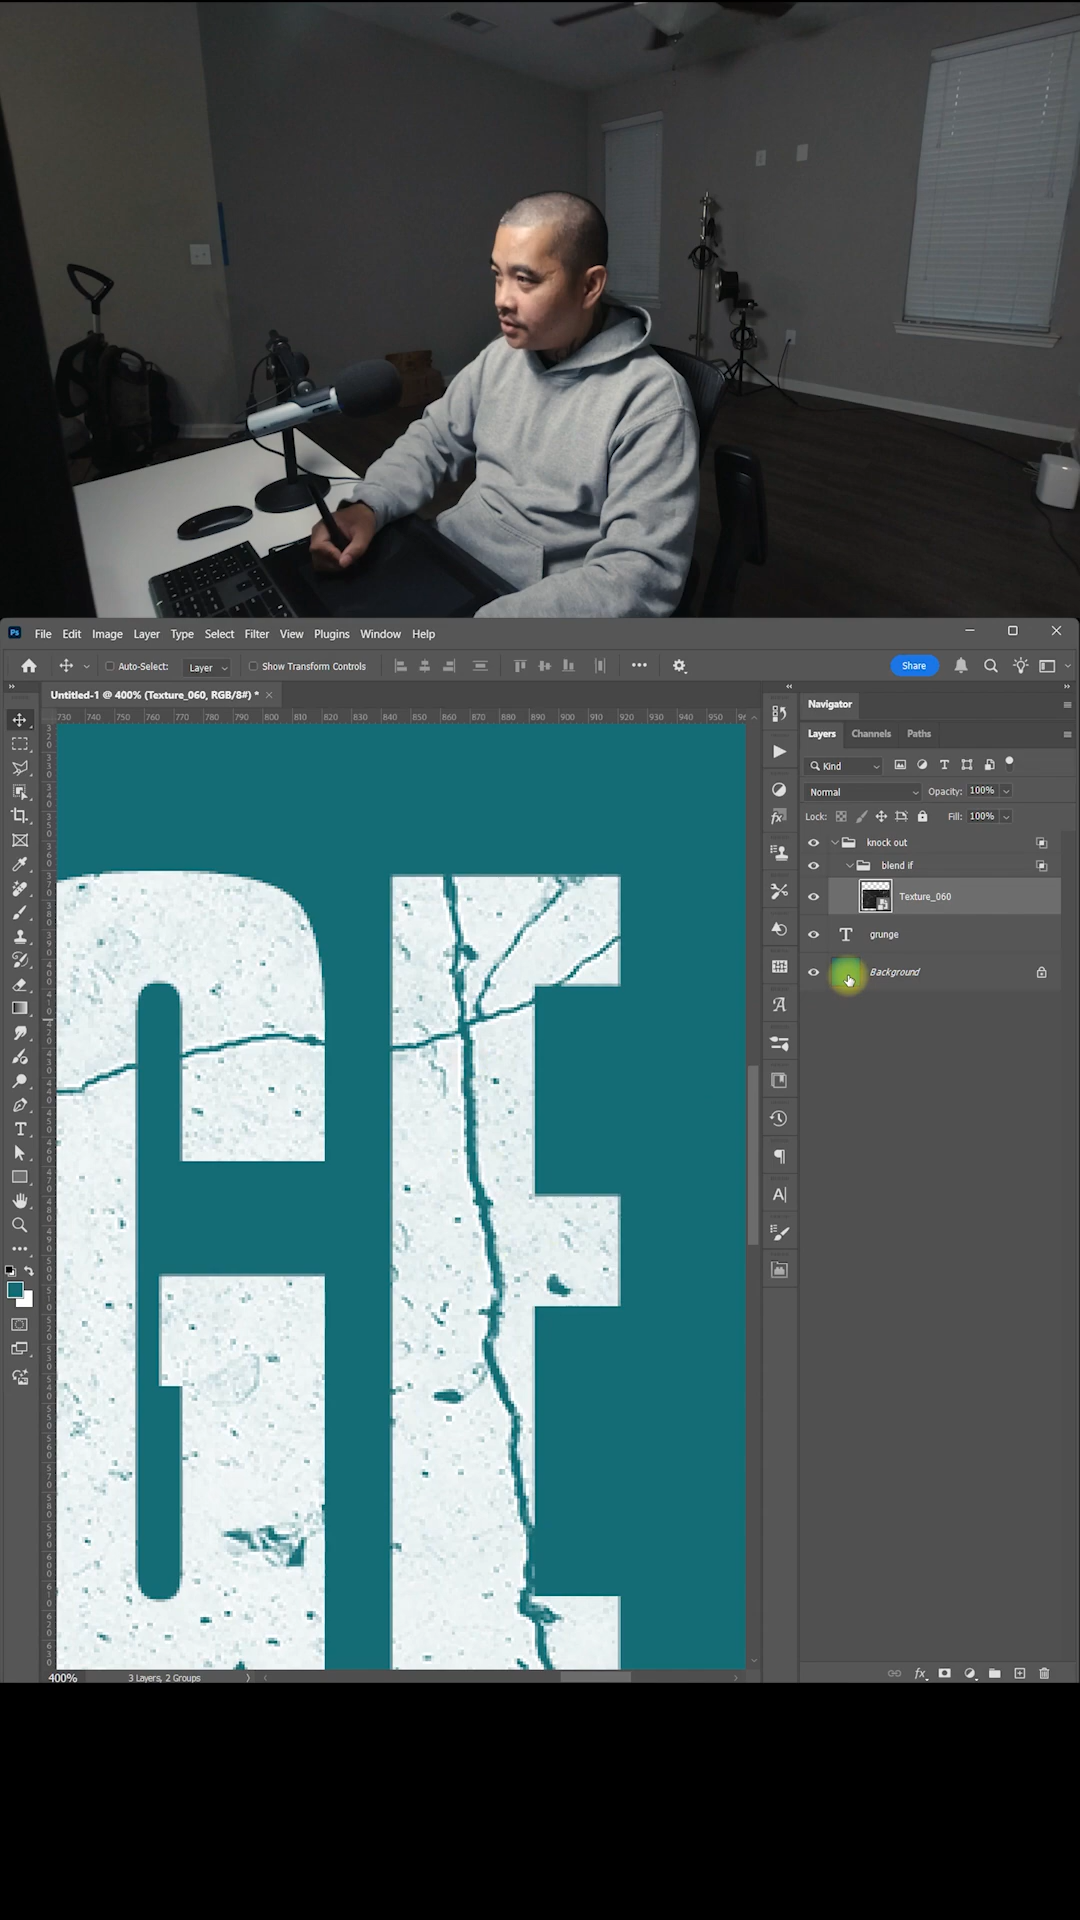 Ps File Edit Image Layer Type Select Filter View Plugins Window Help
Auto-Select: Layer Show Transform Controls Share
Untitled-1 @ 400% (Texture_060, RGB/8#) * ×
730 740 750 760 770 780 790 800 810 820 830 840 850 860 870 880 890 900 910 920 930 940 950
Navigator
Layers Channels Paths
Kind
Normal Opacity: 100%
Lock: Fill: 100%
knock out
blend if
Texture_060
grunge
Background
GE
400% 3 Layers, 2 Groups
fx